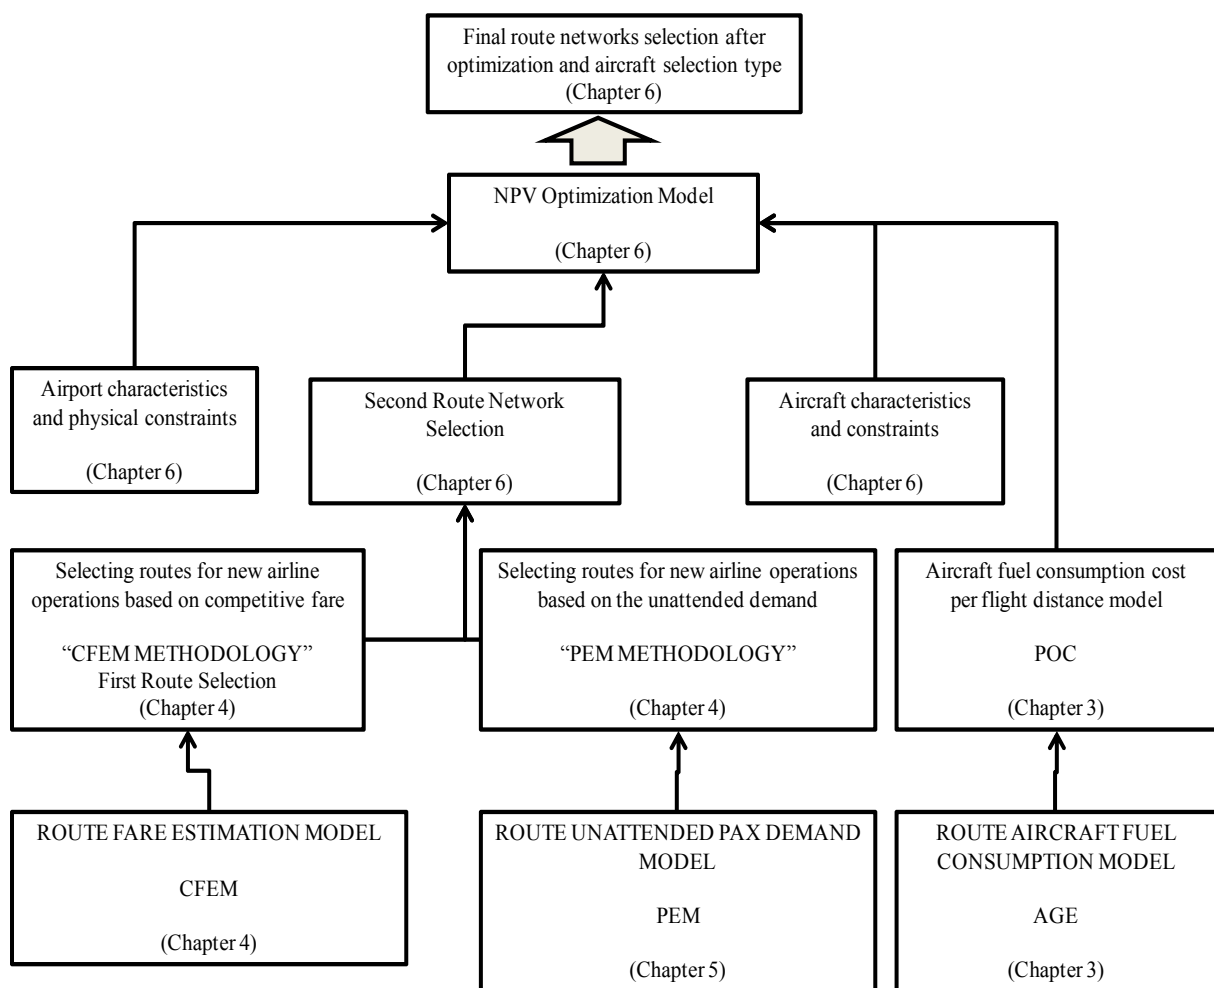 Final route networks selection after
optimization and aircraft selection type
(Chapter 6)
NPV Optimization Model
(Chapter 6)
Airport characteristics
and physical constraints
(Chapter 6)
Second Route Network
Selection
(Chapter 6)
Aircraft characteristics
and constraints
(Chapter 6)
Selecting routes for new airline
operations based on competitive fare
“CFEM METHODOLOGY”
First Route Selection
(Chapter 4)
Selecting routes for new airline operations
based on the unattended demand
“PEM METHODOLOGY”
(Chapter 4)
Aircraft fuel consumption cost
per flight distance model
POC
(Chapter 3)
ROUTE FARE ESTIMATION MODEL
CFEM
(Chapter 4)
ROUTE UNATTENDED PAX DEMAND
MODEL
PEM
(Chapter 5)
ROUTE AIRCRAFT FUEL
CONSUMPTION MODEL
AGE
(Chapter 3)